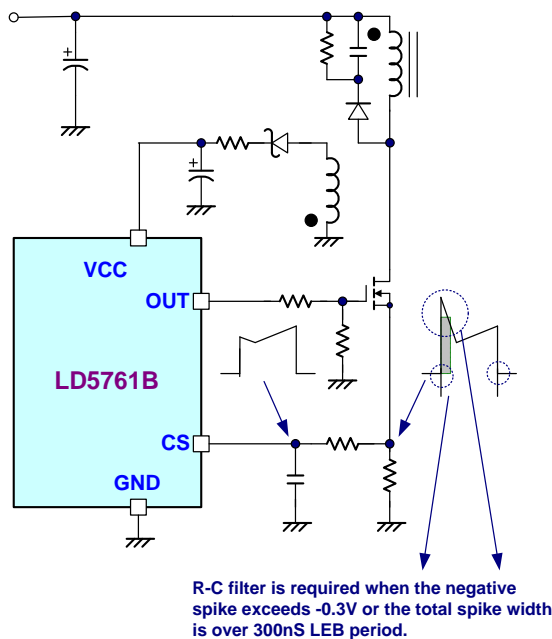 +
+
VCC
OUT
LD5761B
CS
GND
R-C filter is required when the negative
spike exceeds -0.3V or the total spike width
is over 300nS LEB period.